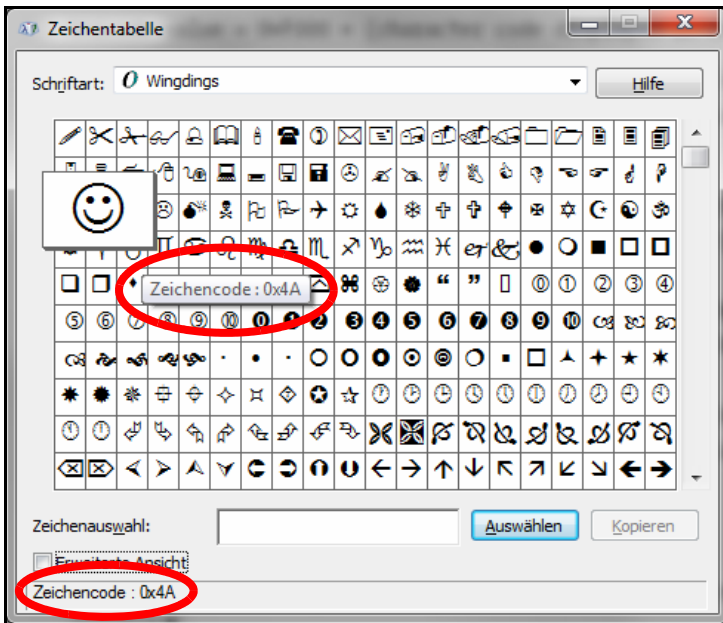 Zeichentabelle
Schriftart: Wingdings
Hilfe
Zeichencode : 0x4A
Zeichenauswahl:
Auswählen
Kopieren
Erweiterte Ansicht
Zeichencode : 0x4A